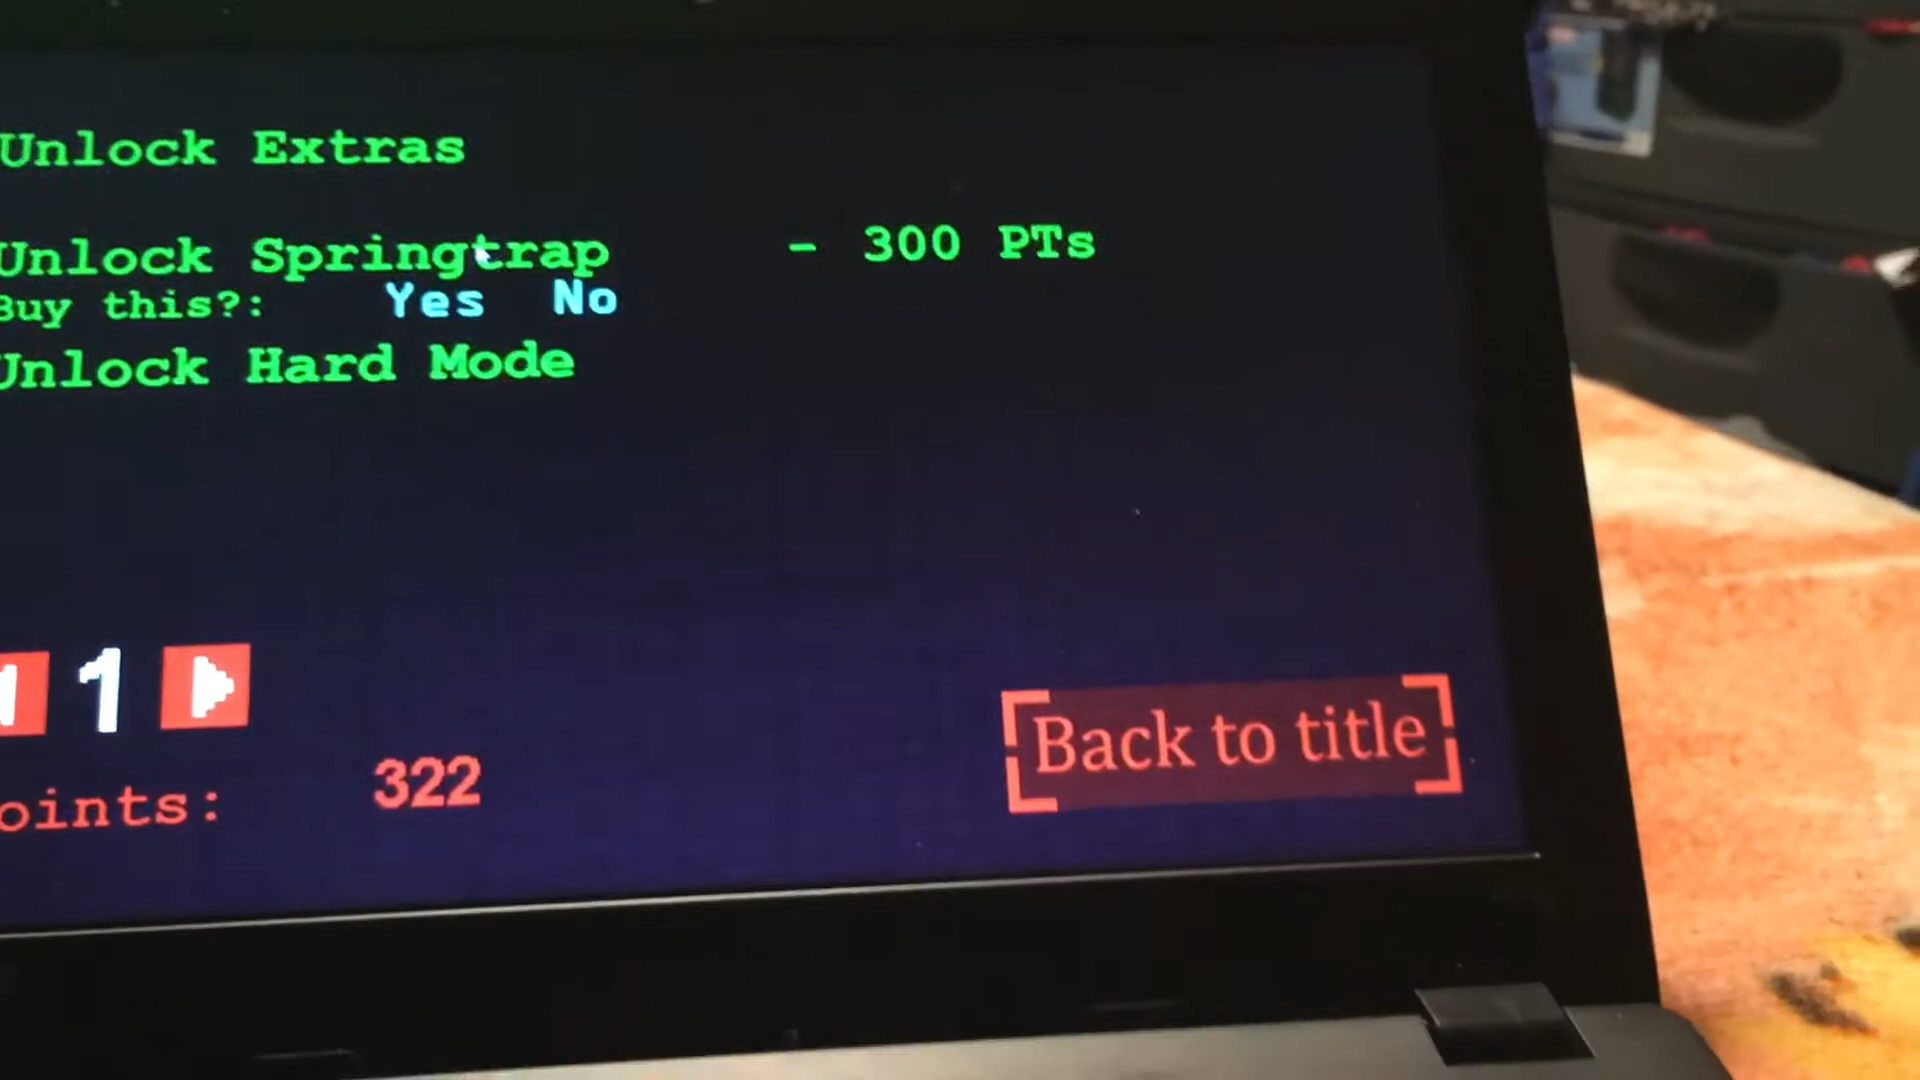 Unlock Extras
Unlock Springtrap - 300 PTs
Buy this?: Yes No
Unlock Hard Mode
1
oints: 322
Back to title